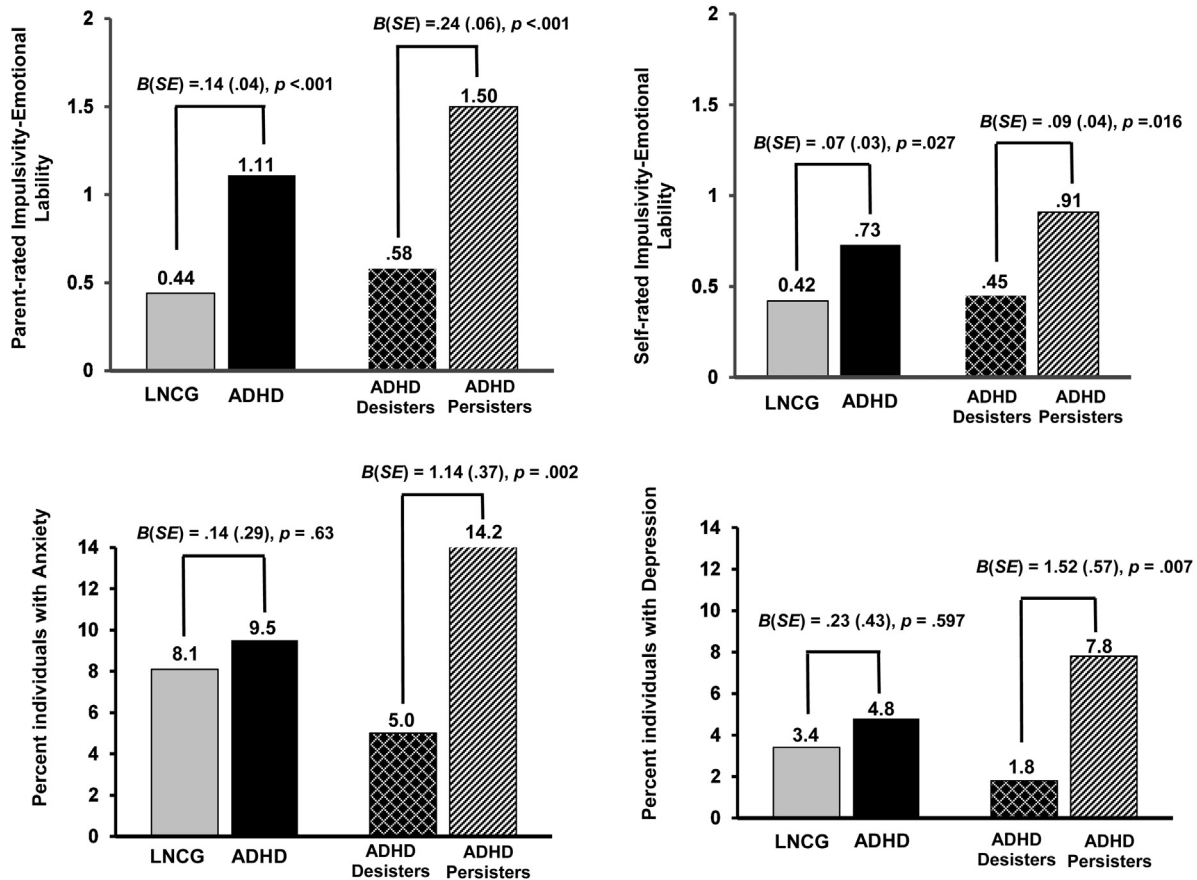 Parent-rated Impulsivity-Emotional
Lability
2
1.5
1
0.5
0
B(SE) =.14 (.04), p <.001
B(SE) =.24 (.06), p <.001
0.44
1.11
.58
1.50
LNCG
ADHD
ADHD
Desisters
ADHD
Persisters
Self-rated Impulsivity-Emotional
Lability
2
1.5
1
0.5
0
B(SE) = .07 (.03), p =.027
B(SE) = .09 (.04), p =.016
0.42
.73
.45
.91
LNCG
ADHD
ADHD
Desisters
ADHD
Persisters
Percent individuals with Anxiety
14
12
10
8
6
4
2
0
B(SE) = .14 (.29), p = .63
B(SE) = 1.14 (.37), p = .002
8.1
9.5
5.0
14.2
LNCG
ADHD
ADHD
Desisters
ADHD
Persisters
Percent individuals with Depression
14
12
10
8
6
4
2
0
B(SE) = .23 (.43), p = .597
B(SE) = 1.52 (.57), p = .007
3.4
4.8
1.8
7.8
LNCG
ADHD
ADHD
Desisters
ADHD
Persisters